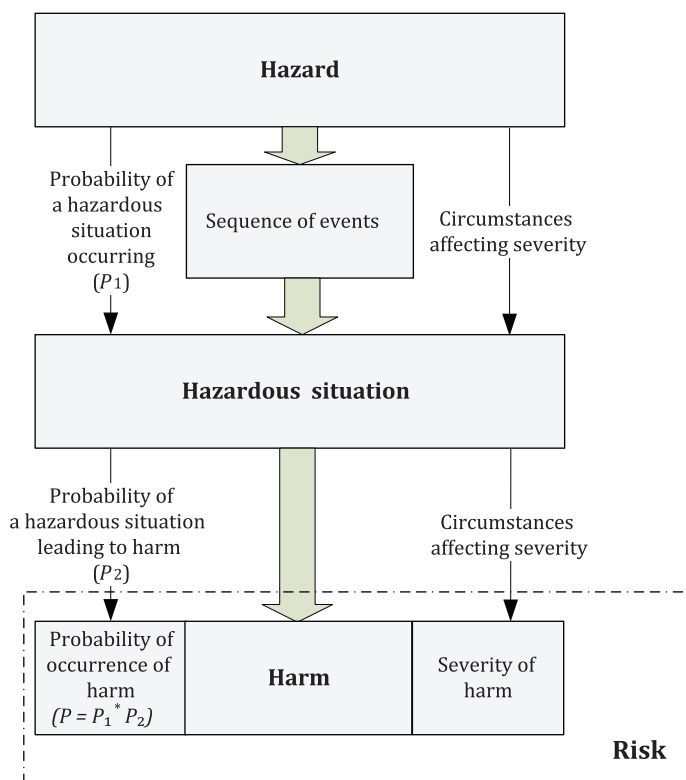 Hazard
Probability of
a hazardous
situation
occurring
(P1)
Sequence of events
Circumstances
affecting severity
Hazardous situation
Probability of
a hazardous situation
leading to harm
(P2)
Circumstances
affecting severity
Probability of
occurrence of
harm
(P = P₁* P₂)
Harm
Severity of
harm
Risk